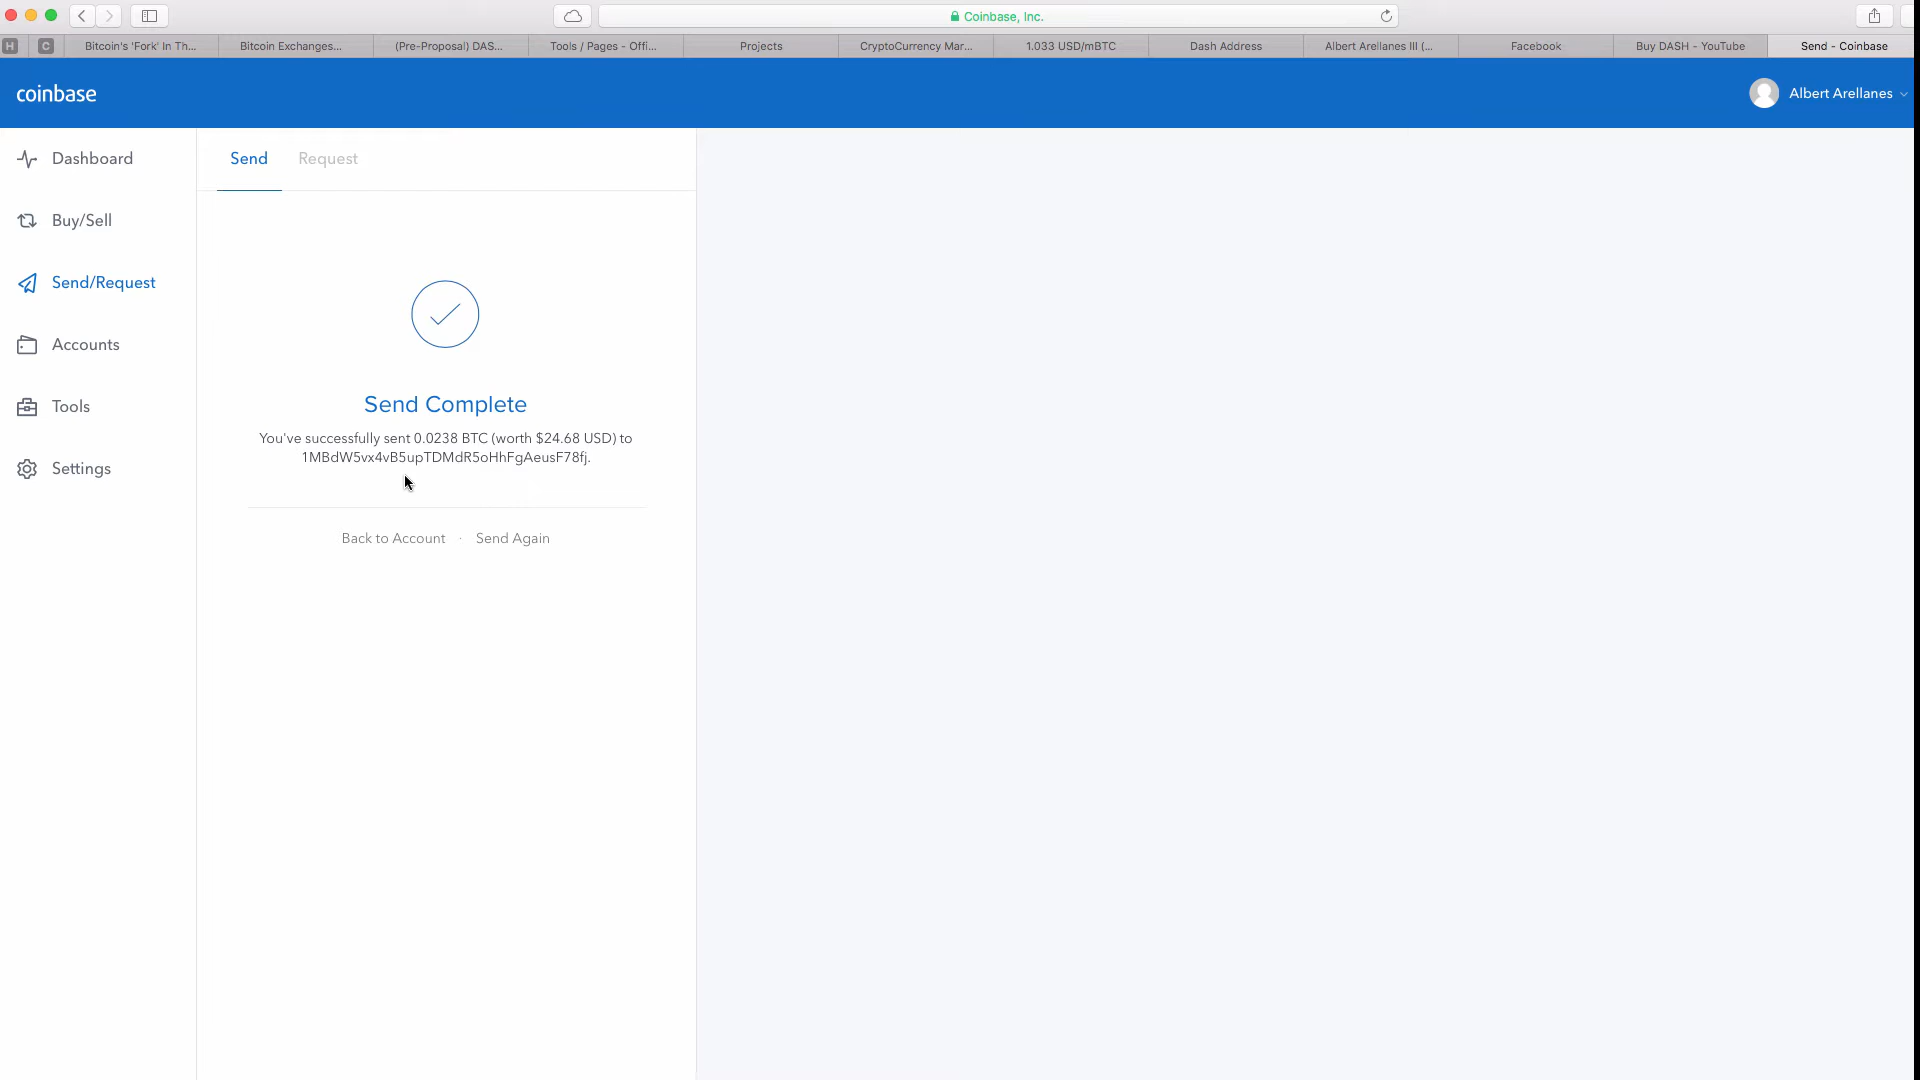 Coinbase, Inc.
H
C
Bitcoin's 'Fork' In Th...
Bitcoin Exchanges...
(Pre-Proposal) DAS...
Tools / Pages - Offi...
Projects
CryptoCurrency Mar...
1.033 USD/mBTC
Dash Address
Albert Arellanes III (...
Facebook
Buy DASH - YouTube
Send - Coinbase
coinbase
Albert Arellanes
Dashboard
Buy/Sell
Send/Request
Accounts
Tools
Settings
Send
Request
Send Complete
You've successfully sent 0.0238 BTC (worth $24.68 USD) to
1MBdW5vx4vB5upTDMdR5oHhFgAeusF78fj.
Back to Account · Send Again